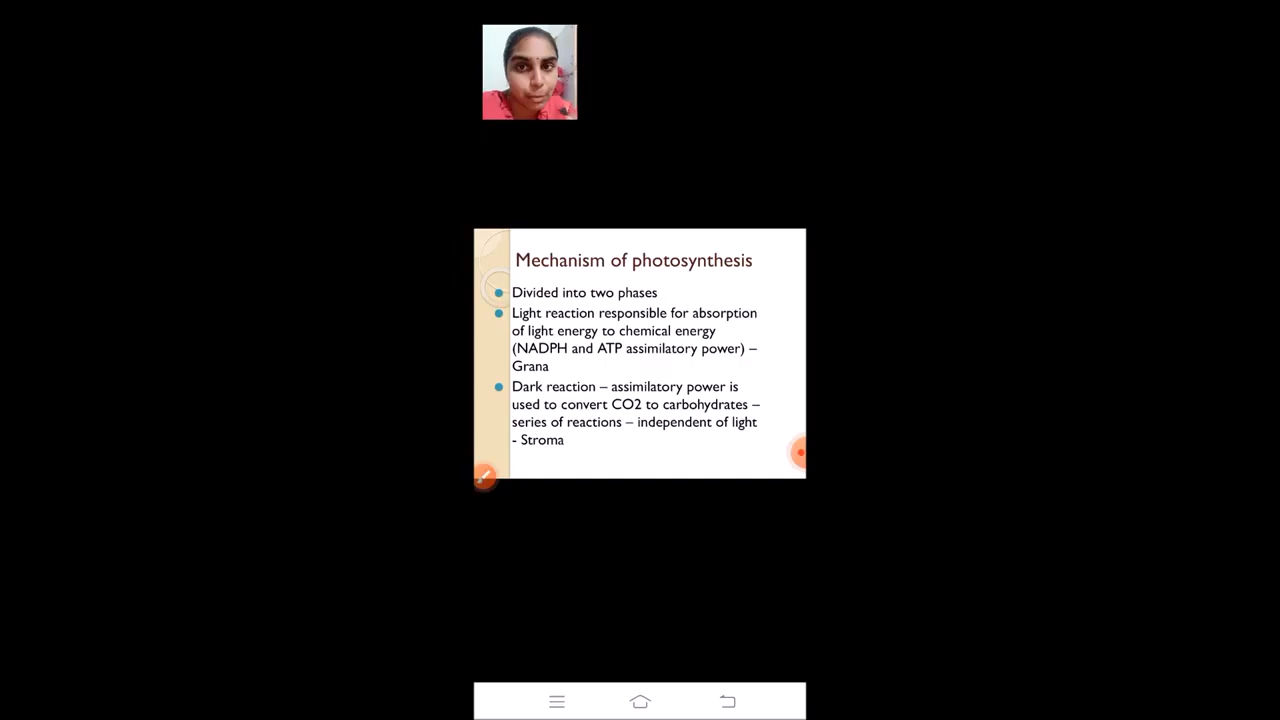 Mechanism of photosynthesis
Divided into two phases
Light reaction responsible for absorption
of light energy to chemical energy
(NADPH and ATP assimilatory power) –
Grana
Dark reaction – assimilatory power is
used to convert CO2 to carbohydrates –
series of reactions – independent of light
- Stroma